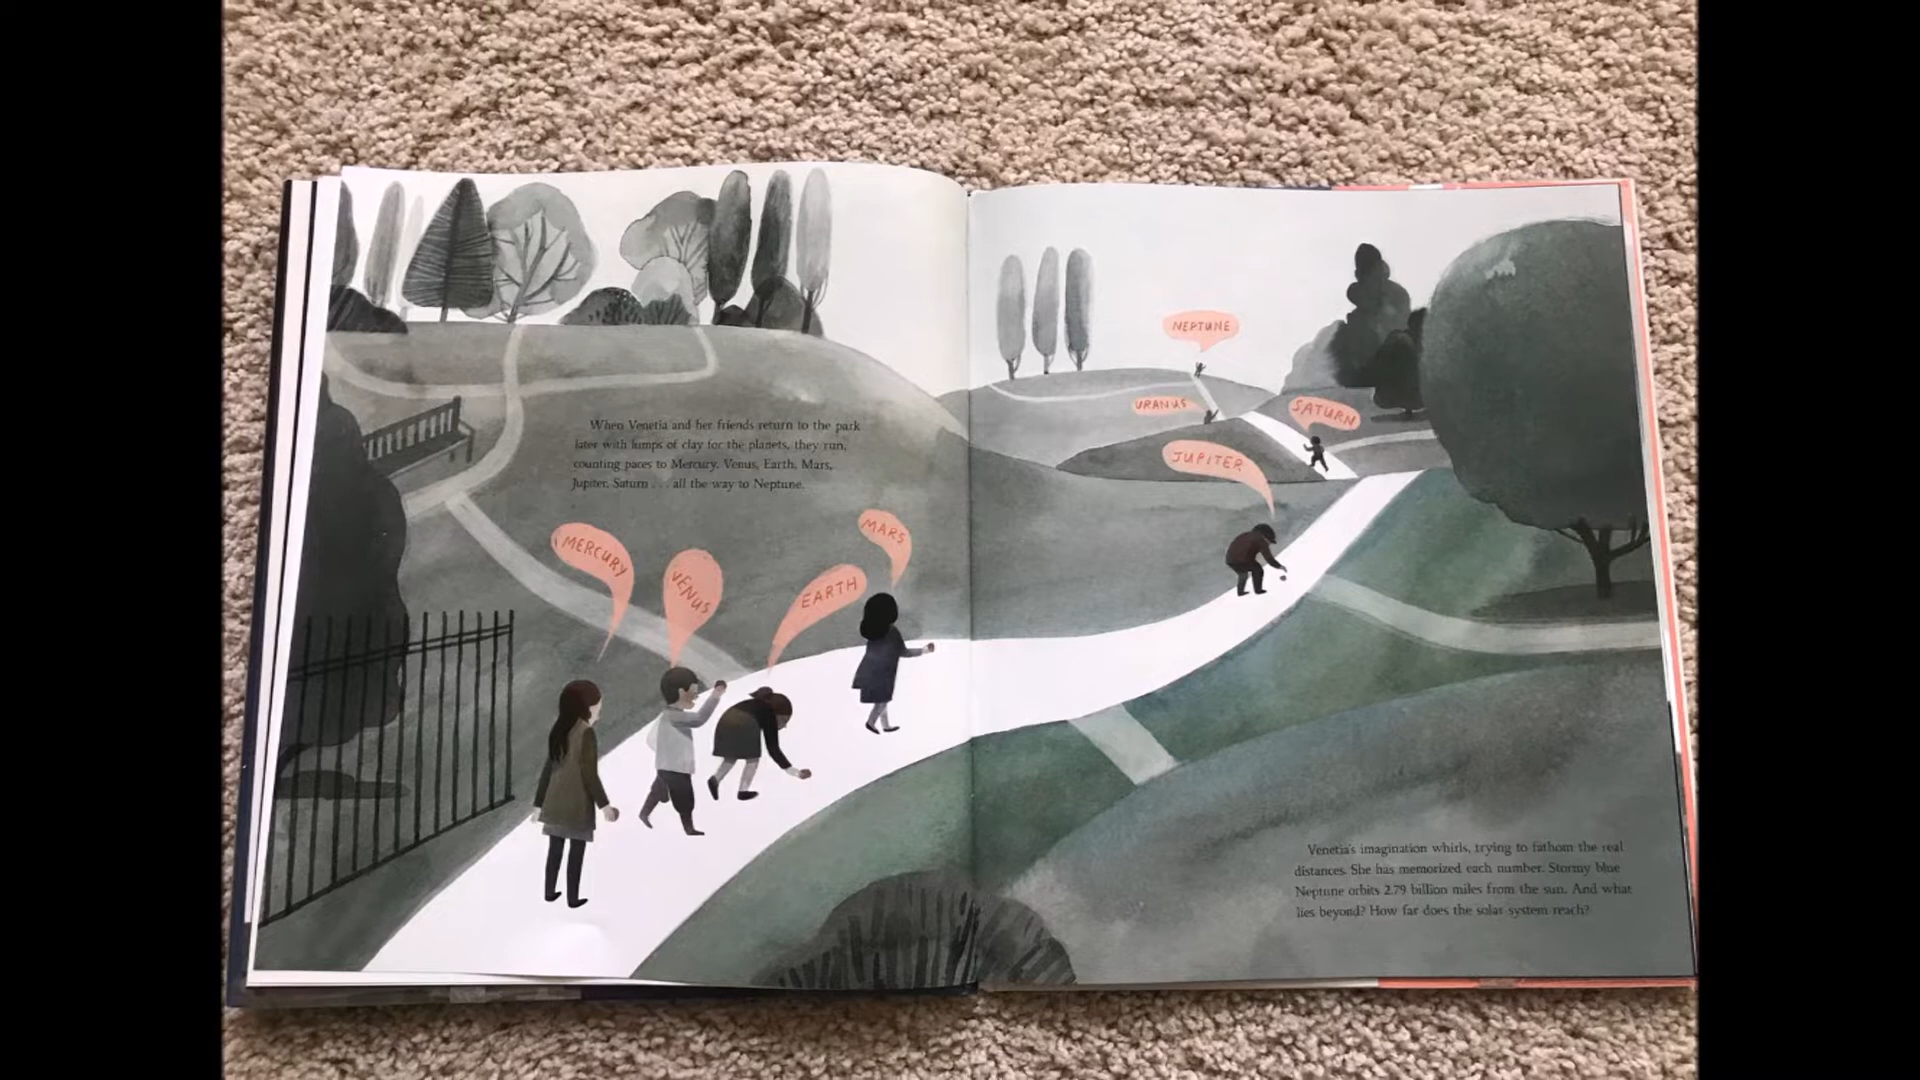 When Venetia and her friends return to the park
later with lumps of clay for the planets, they run,
counting paces to Mercury, Venus, Earth, Mars,
Jupiter, Saturn . . . all the way to Neptune.
MERCURY
VENUS
EARTH
MARS
JUPITER
SATURN
URANUS
NEPTUNE
Venetia's imagination whirls, trying to fathom the real
distances. She has memorized each number. Stormy blue
Neptune orbits 2.79 billion miles from the sun. And what
lies beyond? How far does the solar system reach?